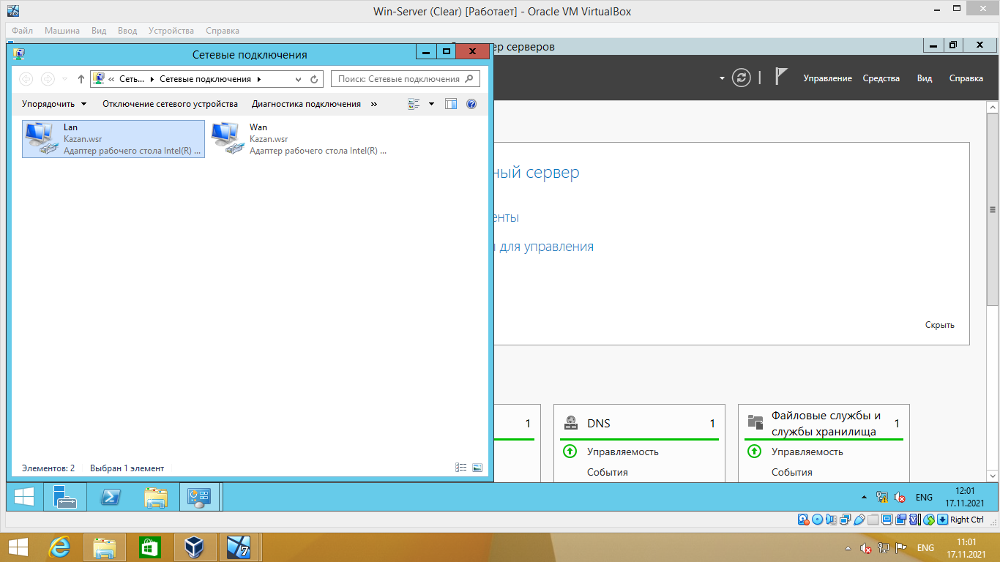 Win-Server (Clear) [Работает] - Oracle VM VirtualBox
Файл Машина Вид Ввод Устройства Справка
Сетевые подключения
ер серверов
« Сеть... Сетевые подключения
Поиск: Сетевые подключения
Управление Средства Вид Справка
Упорядочить Отключение сетевого устройства Диагностика подключения »
Lan
Kazan.wsr
Адаптер рабочего стола Intel(R) ...
Wan
Kazan.wsr
Адаптер рабочего стола Intel(R) ...
ный сервер
енты
для управления
Скрыть
1
DNS 1
Управляемость
События
Файловые службы и
службы хранилища 1
Управляемость
События
Элементов: 2 Выбран 1 элемент
ENG
12:01
17.11.2021
Right Ctrl
ENG
11:01
17.11.2021